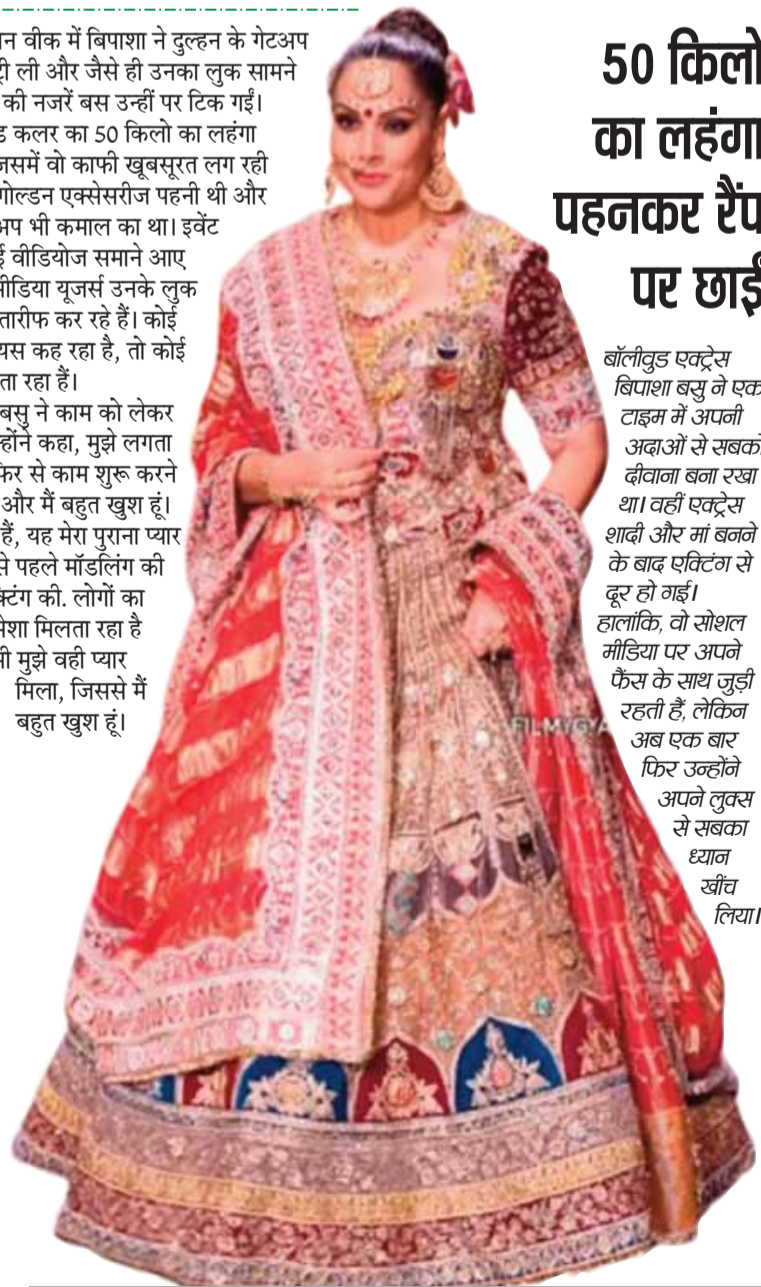 50 किलो
का लहंगा
पहनकर रैंप
पर छाई
बॉलीवुड एक्ट्रेस
बिपाशा बसु ने एक
टाइम में अपनी
अदाओं से सबको
दीवाना बना रखा
था। वहीं एक्ट्रेस
शादी और मां बनने
के बाद एक्टिंग से
दूर हो गई।
हालांकि, वो सोशल
मीडिया पर अपने
फैंस के साथ जुड़ी
रहती हैं, लेकिन
अब एक बार
फिर उन्होंने
अपने लुक्स
से सबका
ध्यान
खींच
लिया।
वीक में बिपाशा ने दुल्हन के गेटअप
ली और जैसे ही उनका लुक सामने
की नजरें बस उन्हीं पर टिक गईं।
कलर का 50 किलो का लहंगा
जिसमें वो काफी खूबसूरत लग रही
गोल्डन एक्सेसरीज पहनी थी और
भी कमाल का था। इवेंट
वीडियोज समाने आए
मीडिया यूजर्स उनके लुक
तारीफ कर रहे हैं। कोई
कह रहा है, तो कोई
रहा हैं।
बसु ने काम को लेकर
कहा, मुझे लगता
फिर से काम शुरू करने
और मैं बहुत खुश हूं।
हैं, यह मेरा पुराना प्यार
से पहले मॉडलिंग की
की. लोगों का
मिलता रहा है
मुझे वही प्यार
मिला, जिससे मैं
बहुत खुश हूं।
FILMYGYA